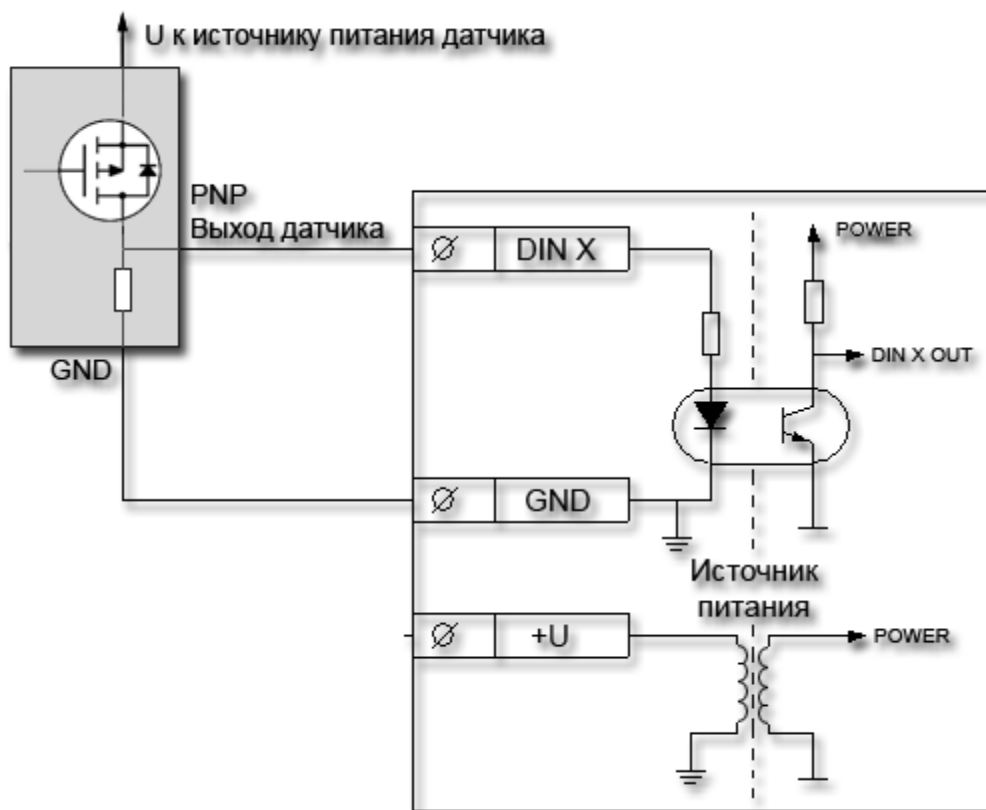 U к источнику питания датчика
PNP
Выход датчика
GND
DIN X
POWER
DIN X OUT
GND
Источник
питания
+U
POWER